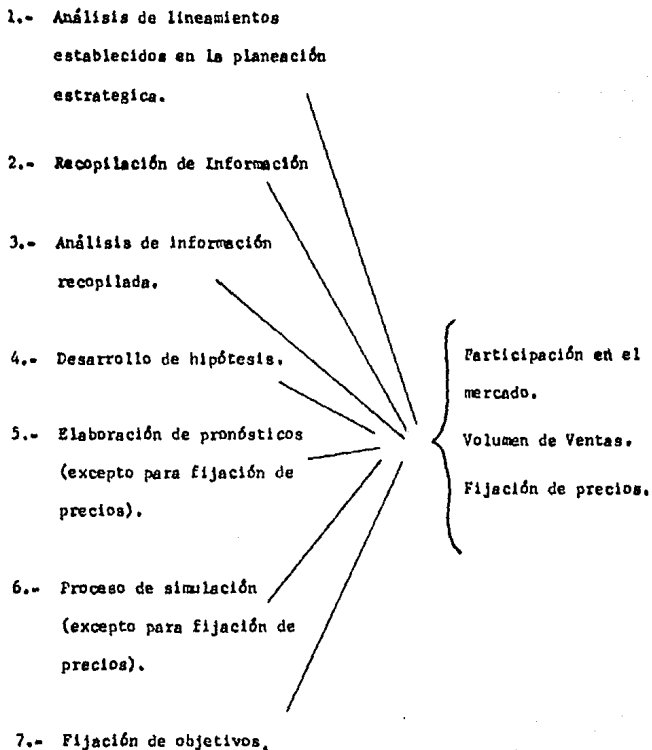 1.- Análisis de lineamientos
establecidos en la planeación
estrategica.
2.- Recopilación de Información
3.- Análisis de información
recopilada.
4.- Desarrollo de hipótesis.
5.- Elaboración de pronósticos
(excepto para fijación de
precios).
6.- Proceso de simulación
(excepto para fijación de
precios).
7.- Fijación de objetivos.
Participación en el
mercado.
Volumen de Ventas.
Fijación de precios.